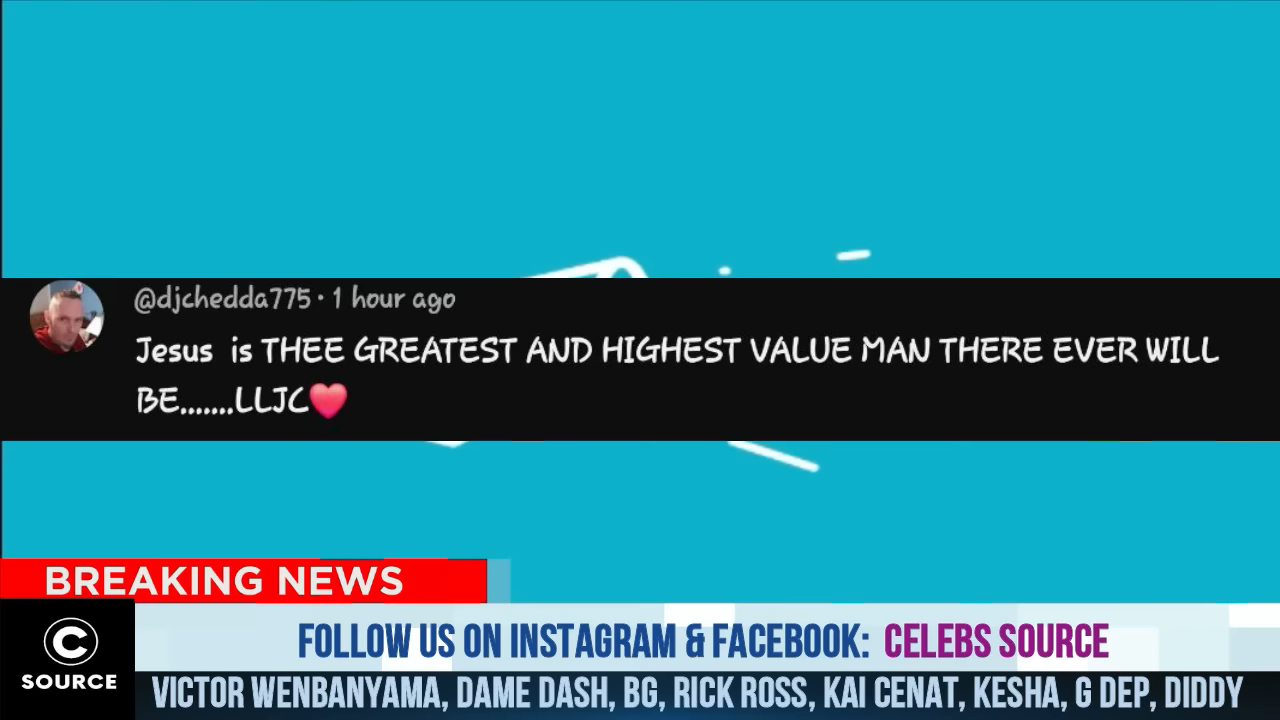 @djchedda775 · 1 hour ago
Jesus is THEE GREATEST AND HIGHEST VALUE MAN THERE EVER WILL
BE.......LLJC❤️
BREAKING NEWS
C
SOURCE
FOLLOW US ON INSTAGRAM & FACEBOOK: CELEBS SOURCE
VICTOR WENBANYAMA, DAME DASH, BG, RICK ROSS, KAI CENAT, KESHA, G DEP, DIDDY